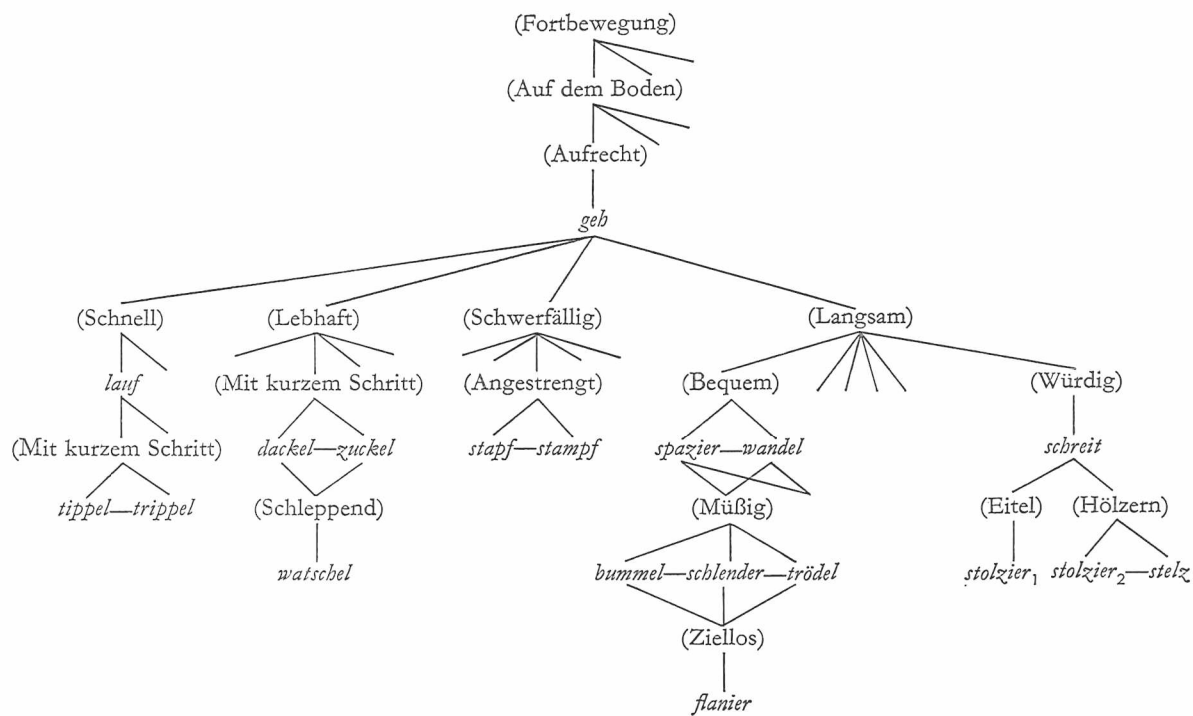 (Fortbewegung)
(Auf dem Boden)
(Aufrecht)
geh
(Schnell) (Lebhaft) (Schwerfällig) (Langsam)
lauf (Mit kurzem Schritt) (Angestrengt) (Bequem) (Würdig)
(Mit kurzem Schritt) dackel—zuckel stapf—stampf spazier—wandel schreit
tippel—trippel (Schleppend) (Müßig) (Eitel) (Hölzern)
watschel bummel—schlender—trödel stolzier₁ stolzier₂—stelz
(Ziellos)
flanier